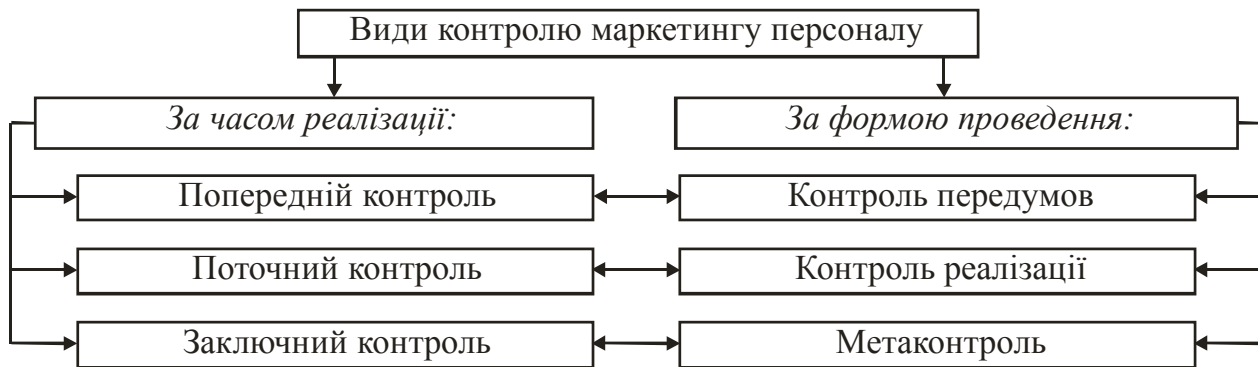 Види контролю маркетингу персоналу
За часом реалізації:
За формою проведення:
Попередній контроль
Контроль передумов
Поточний контроль
Контроль реалізації
Заключний контроль
Метаконтроль